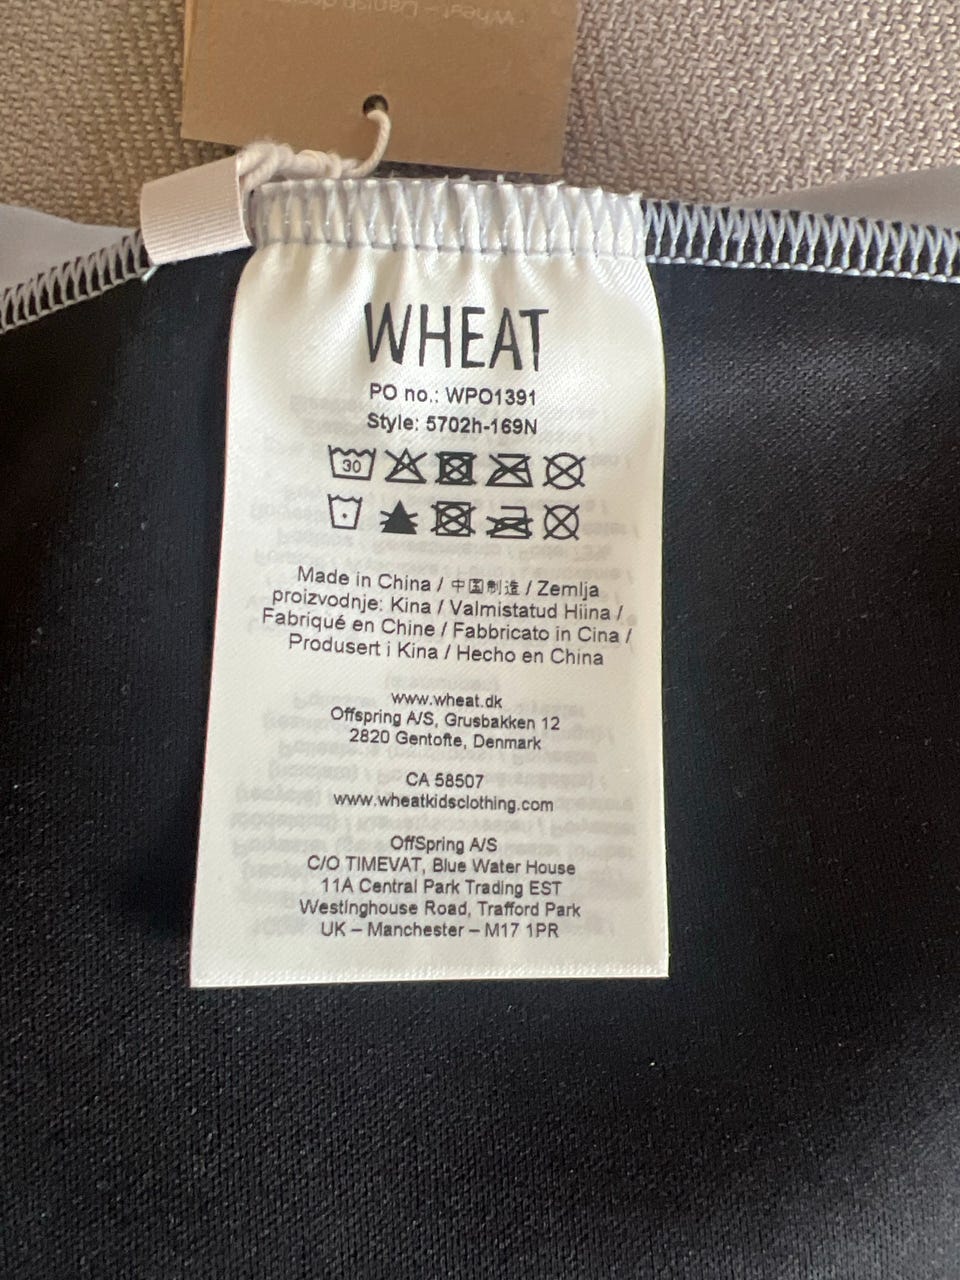 Wheat – Danish
WHEAT
PO no.: WPO1391
Style: 5702h-169N
30
Made in China / 中国制造 / Zemlja
proizvodnje: Kina / Valmistatud Hiina /
Fabriqué en Chine / Fabbricato in Cina /
Produsert i Kina / Hecho en China
www.wheat.dk
Offspring A/S, Grusbakken 12
2820 Gentofte, Denmark
CA 58507
www.wheatkidsclothing.com
OffSpring A/S
C/O TIMEVAT, Blue Water House
11A Central Park Trading EST
Westinghouse Road, Trafford Park
UK – Manchester – M17 1PR